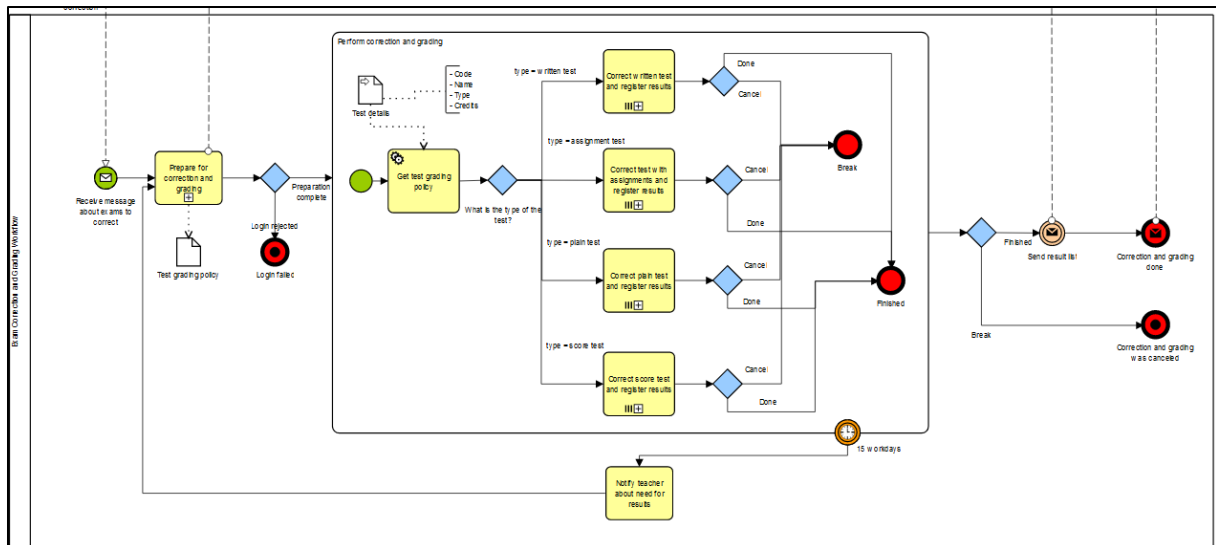 Exam Correction and Grading Workflow
Receive message
about exams to
correct
Prepare for
correction and
grading
Test grading policy
Preparation
complete
Login rejected
Login failed
Perform correction and grading
Test details
- Code
- Name
- Type
- Credits
Get test grading
policy
What is the type of the
test?
type = written test
Correct written test
and register results
Done
Cancel
type = assignment test
Correct test with
assignments and
register results
Cancel
Done
type = plain test
Correct plain test and
register results
Cancel
Done
type = score test
Correct score test
and register results
Cancel
Done
Break
Finished
15 workdays
Notify teacher
about need for
results
Finished
Send result list
Correction and grading
done
Break
Correction and grading
was canceled